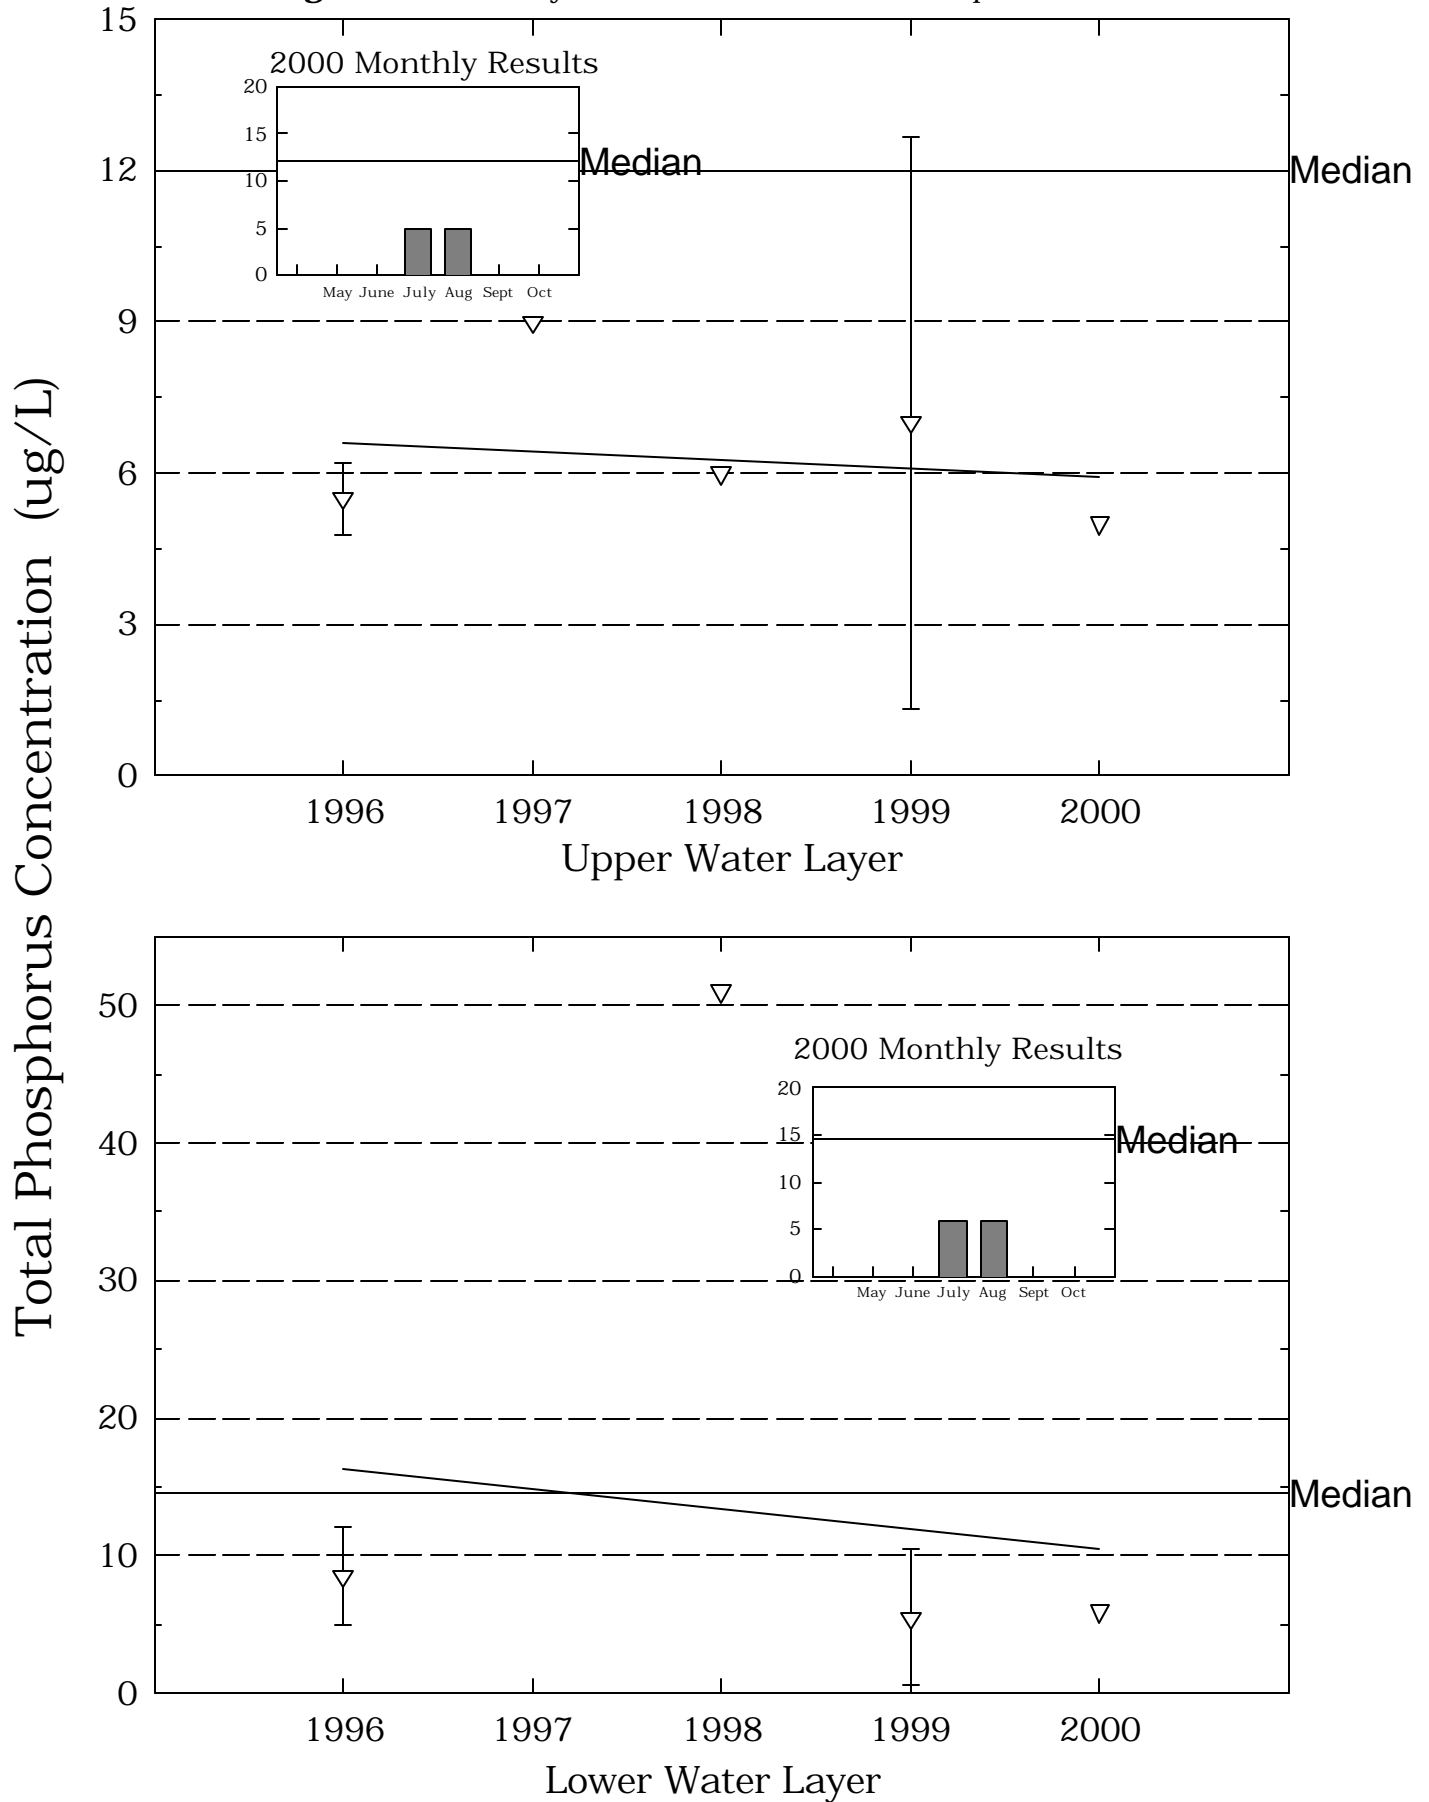 15
2000 Monthly Results
20
15
Median
Median
12
10
5
0
May June July Aug Sept Oct
9
6
3
0
1996 1997 1998 1999 2000
Upper Water Layer
Total Phosphorus Concentration (ug/L)
50
2000 Monthly Results
20
15
Median
40
10
5
0
30
May June July Aug Sept Oct
20
Median
10
0
1996 1997 1998 1999 2000
Lower Water Layer